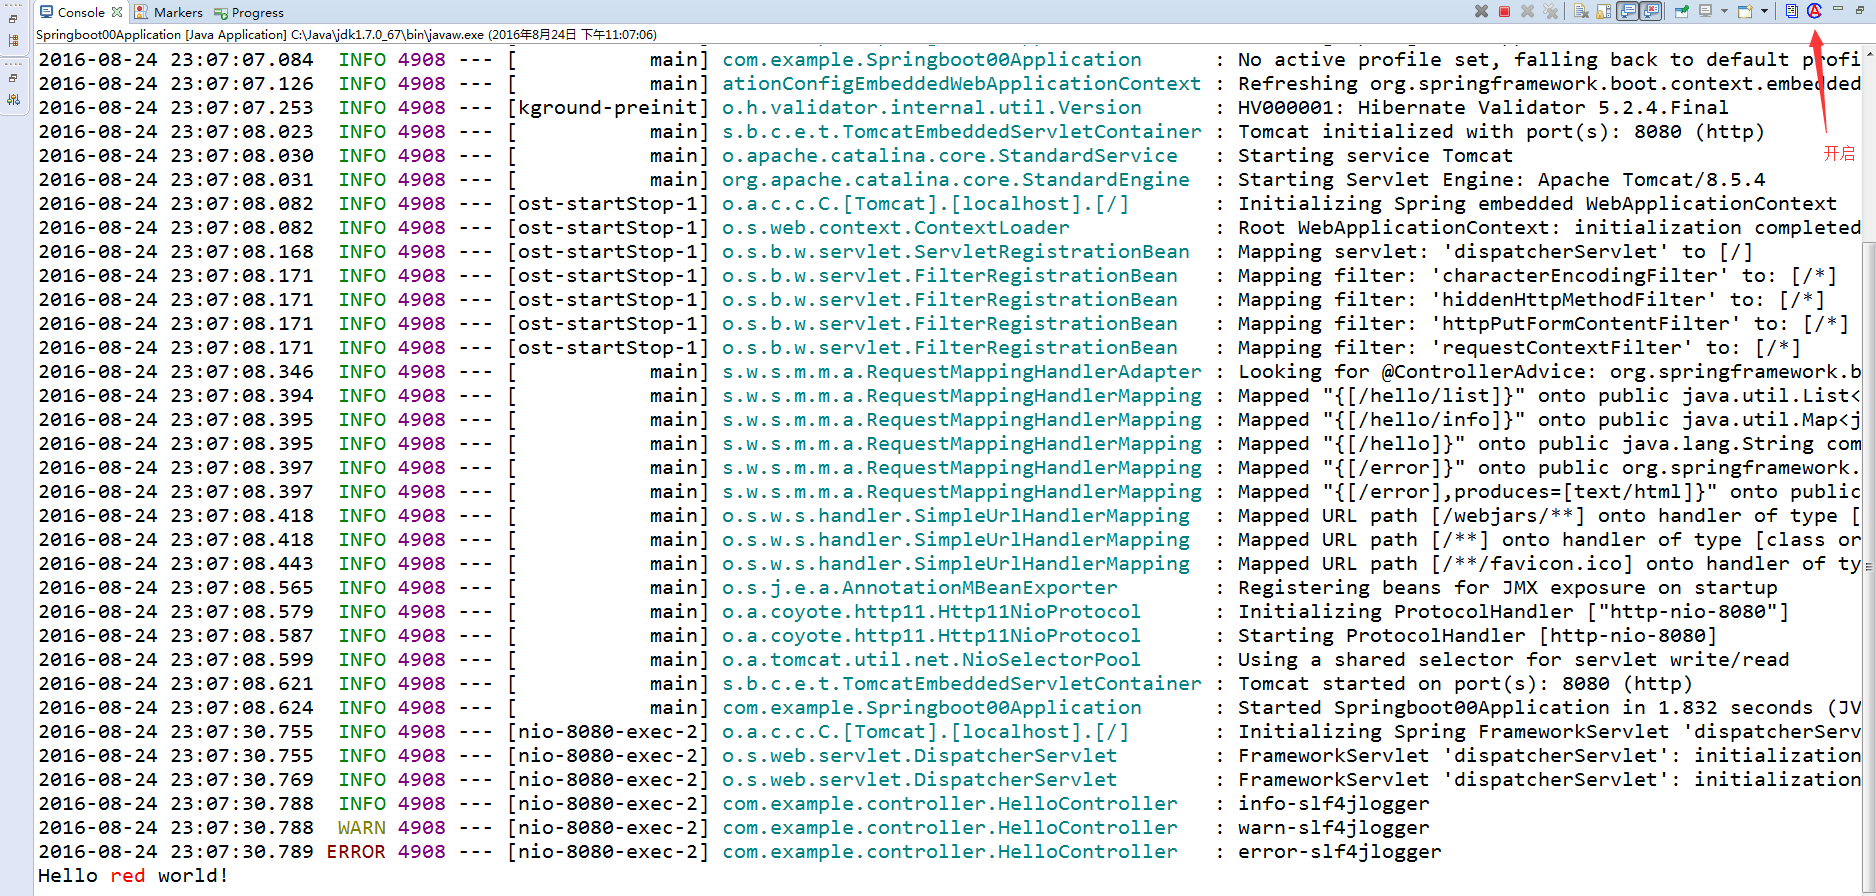 Console Markers Progress
Springboot00Application [Java Application] C:\Java\jdk1.7.0_67\bin\javaw.exe (2016年8月24日 下午11:07:06)
2016-08-24 23:07:07.084  INFO 4908 --- [           main] com.example.Springboot00Application      : No active profile set, falling back to default profi
2016-08-24 23:07:07.126  INFO 4908 --- [           main] ationConfigEmbeddedWebApplicationContext : Refreshing org.springframework.boot.context.embedded
2016-08-24 23:07:07.253  INFO 4908 --- [kground-preinit] o.h.validator.internal.util.Version      : HV000001: Hibernate Validator 5.2.4.Final
2016-08-24 23:07:08.023  INFO 4908 --- [           main] s.b.c.e.t.TomcatEmbeddedServletContainer : Tomcat initialized with port(s): 8080 (http)
2016-08-24 23:07:08.030  INFO 4908 --- [           main] o.apache.catalina.core.StandardService   : Starting service Tomcat
开启
2016-08-24 23:07:08.031  INFO 4908 --- [           main] org.apache.catalina.core.StandardEngine  : Starting Servlet Engine: Apache Tomcat/8.5.4
2016-08-24 23:07:08.082  INFO 4908 --- [ost-startStop-1] o.a.c.c.C.[Tomcat].[localhost].[/]       : Initializing Spring embedded WebApplicationContext
2016-08-24 23:07:08.082  INFO 4908 --- [ost-startStop-1] o.s.web.context.ContextLoader            : Root WebApplicationContext: initialization completed
2016-08-24 23:07:08.168  INFO 4908 --- [ost-startStop-1] o.s.b.w.servlet.ServletRegistrationBean  : Mapping servlet: 'dispatcherServlet' to [/]
2016-08-24 23:07:08.171  INFO 4908 --- [ost-startStop-1] o.s.b.w.servlet.FilterRegistrationBean   : Mapping filter: 'characterEncodingFilter' to: [/*]
2016-08-24 23:07:08.171  INFO 4908 --- [ost-startStop-1] o.s.b.w.servlet.FilterRegistrationBean   : Mapping filter: 'hiddenHttpMethodFilter' to: [/*]
2016-08-24 23:07:08.171  INFO 4908 --- [ost-startStop-1] o.s.b.w.servlet.FilterRegistrationBean   : Mapping filter: 'httpPutFormContentFilter' to: [/*]
2016-08-24 23:07:08.171  INFO 4908 --- [ost-startStop-1] o.s.b.w.servlet.FilterRegistrationBean   : Mapping filter: 'requestContextFilter' to: [/*]
2016-08-24 23:07:08.346  INFO 4908 --- [           main] s.w.s.m.m.a.RequestMappingHandlerAdapter : Looking for @ControllerAdvice: org.springframework.b
2016-08-24 23:07:08.394  INFO 4908 --- [           main] s.w.s.m.m.a.RequestMappingHandlerMapping : Mapped "{[/hello/list]}" onto public java.util.List<
2016-08-24 23:07:08.395  INFO 4908 --- [           main] s.w.s.m.m.a.RequestMappingHandlerMapping : Mapped "{[/hello/info]}" onto public java.util.Map<j
2016-08-24 23:07:08.395  INFO 4908 --- [           main] s.w.s.m.m.a.RequestMappingHandlerMapping : Mapped "{[/hello]}" onto public java.lang.String com
2016-08-24 23:07:08.397  INFO 4908 --- [           main] s.w.s.m.m.a.RequestMappingHandlerMapping : Mapped "{[/error]}" onto public org.springframework.
2016-08-24 23:07:08.397  INFO 4908 --- [           main] s.w.s.m.m.a.RequestMappingHandlerMapping : Mapped "{[/error],produces=[text/html]}" onto public
2016-08-24 23:07:08.418  INFO 4908 --- [           main] o.s.w.s.handler.SimpleUrlHandlerMapping  : Mapped URL path [/webjars/**] onto handler of type [
2016-08-24 23:07:08.418  INFO 4908 --- [           main] o.s.w.s.handler.SimpleUrlHandlerMapping  : Mapped URL path [/**] onto handler of type [class or
2016-08-24 23:07:08.443  INFO 4908 --- [           main] o.s.w.s.handler.SimpleUrlHandlerMapping  : Mapped URL path [/**/favicon.ico] onto handler of ty
2016-08-24 23:07:08.565  INFO 4908 --- [           main] o.s.j.e.a.AnnotationMBeanExporter        : Registering beans for JMX exposure on startup
2016-08-24 23:07:08.579  INFO 4908 --- [           main] o.a.coyote.http11.Http11NioProtocol      : Initializing ProtocolHandler ["http-nio-8080"]
2016-08-24 23:07:08.587  INFO 4908 --- [           main] o.a.coyote.http11.Http11NioProtocol      : Starting ProtocolHandler [http-nio-8080]
2016-08-24 23:07:08.599  INFO 4908 --- [           main] o.a.tomcat.util.net.NioSelectorPool      : Using a shared selector for servlet write/read
2016-08-24 23:07:08.621  INFO 4908 --- [           main] s.b.c.e.t.TomcatEmbeddedServletContainer : Tomcat started on port(s): 8080 (http)
2016-08-24 23:07:08.624  INFO 4908 --- [           main] com.example.Springboot00Application      : Started Springboot00Application in 1.832 seconds (JV
2016-08-24 23:07:30.755  INFO 4908 --- [nio-8080-exec-2] o.a.c.c.C.[Tomcat].[localhost].[/]       : Initializing Spring FrameworkServlet 'dispatcherServ
2016-08-24 23:07:30.755  INFO 4908 --- [nio-8080-exec-2] o.s.web.servlet.DispatcherServlet        : FrameworkServlet 'dispatcherServlet': initialization
2016-08-24 23:07:30.769  INFO 4908 --- [nio-8080-exec-2] o.s.web.servlet.DispatcherServlet        : FrameworkServlet 'dispatcherServlet': initialization
2016-08-24 23:07:30.788  INFO 4908 --- [nio-8080-exec-2] com.example.controller.HelloController   : info-slf4jlogger
2016-08-24 23:07:30.788  WARN 4908 --- [nio-8080-exec-2] com.example.controller.HelloController   : warn-slf4jlogger
2016-08-24 23:07:30.789 ERROR 4908 --- [nio-8080-exec-2] com.example.controller.HelloController   : error-slf4jlogger
Hello red world!